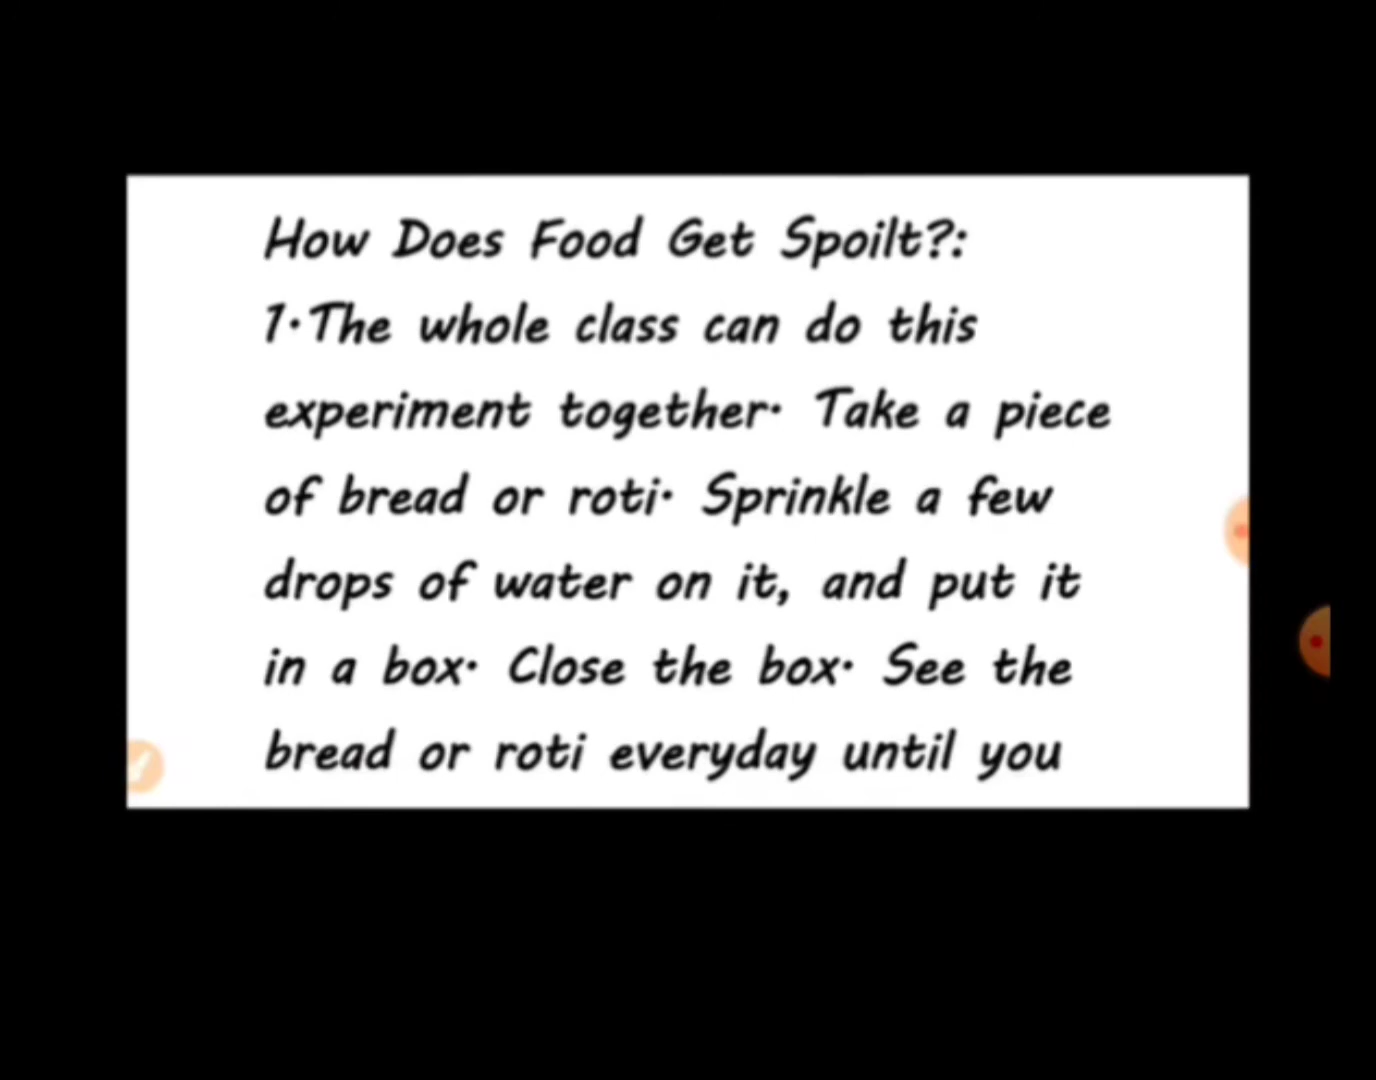 How Does Food Get Spoilt?:
1·The whole class can do this
experiment together· Take a piece
of bread or roti· Sprinkle a few
drops of water on it, and put it
in a box· Close the box· See the
bread or roti everyday until you